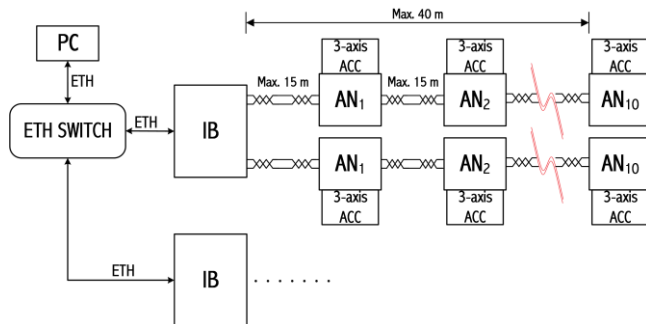 Max. 40 m
PC
3-axis
ACC
3-axis
ACC
3-axis
ACC
ETH
Max. 15 m
Max. 15 m
AN₁
AN₂
AN₁₀
ETH SWITCH
ETH
IB
AN₁
AN₂
AN₁₀
3-axis
ACC
3-axis
ACC
3-axis
ACC
ETH
IB
. . . . . . .